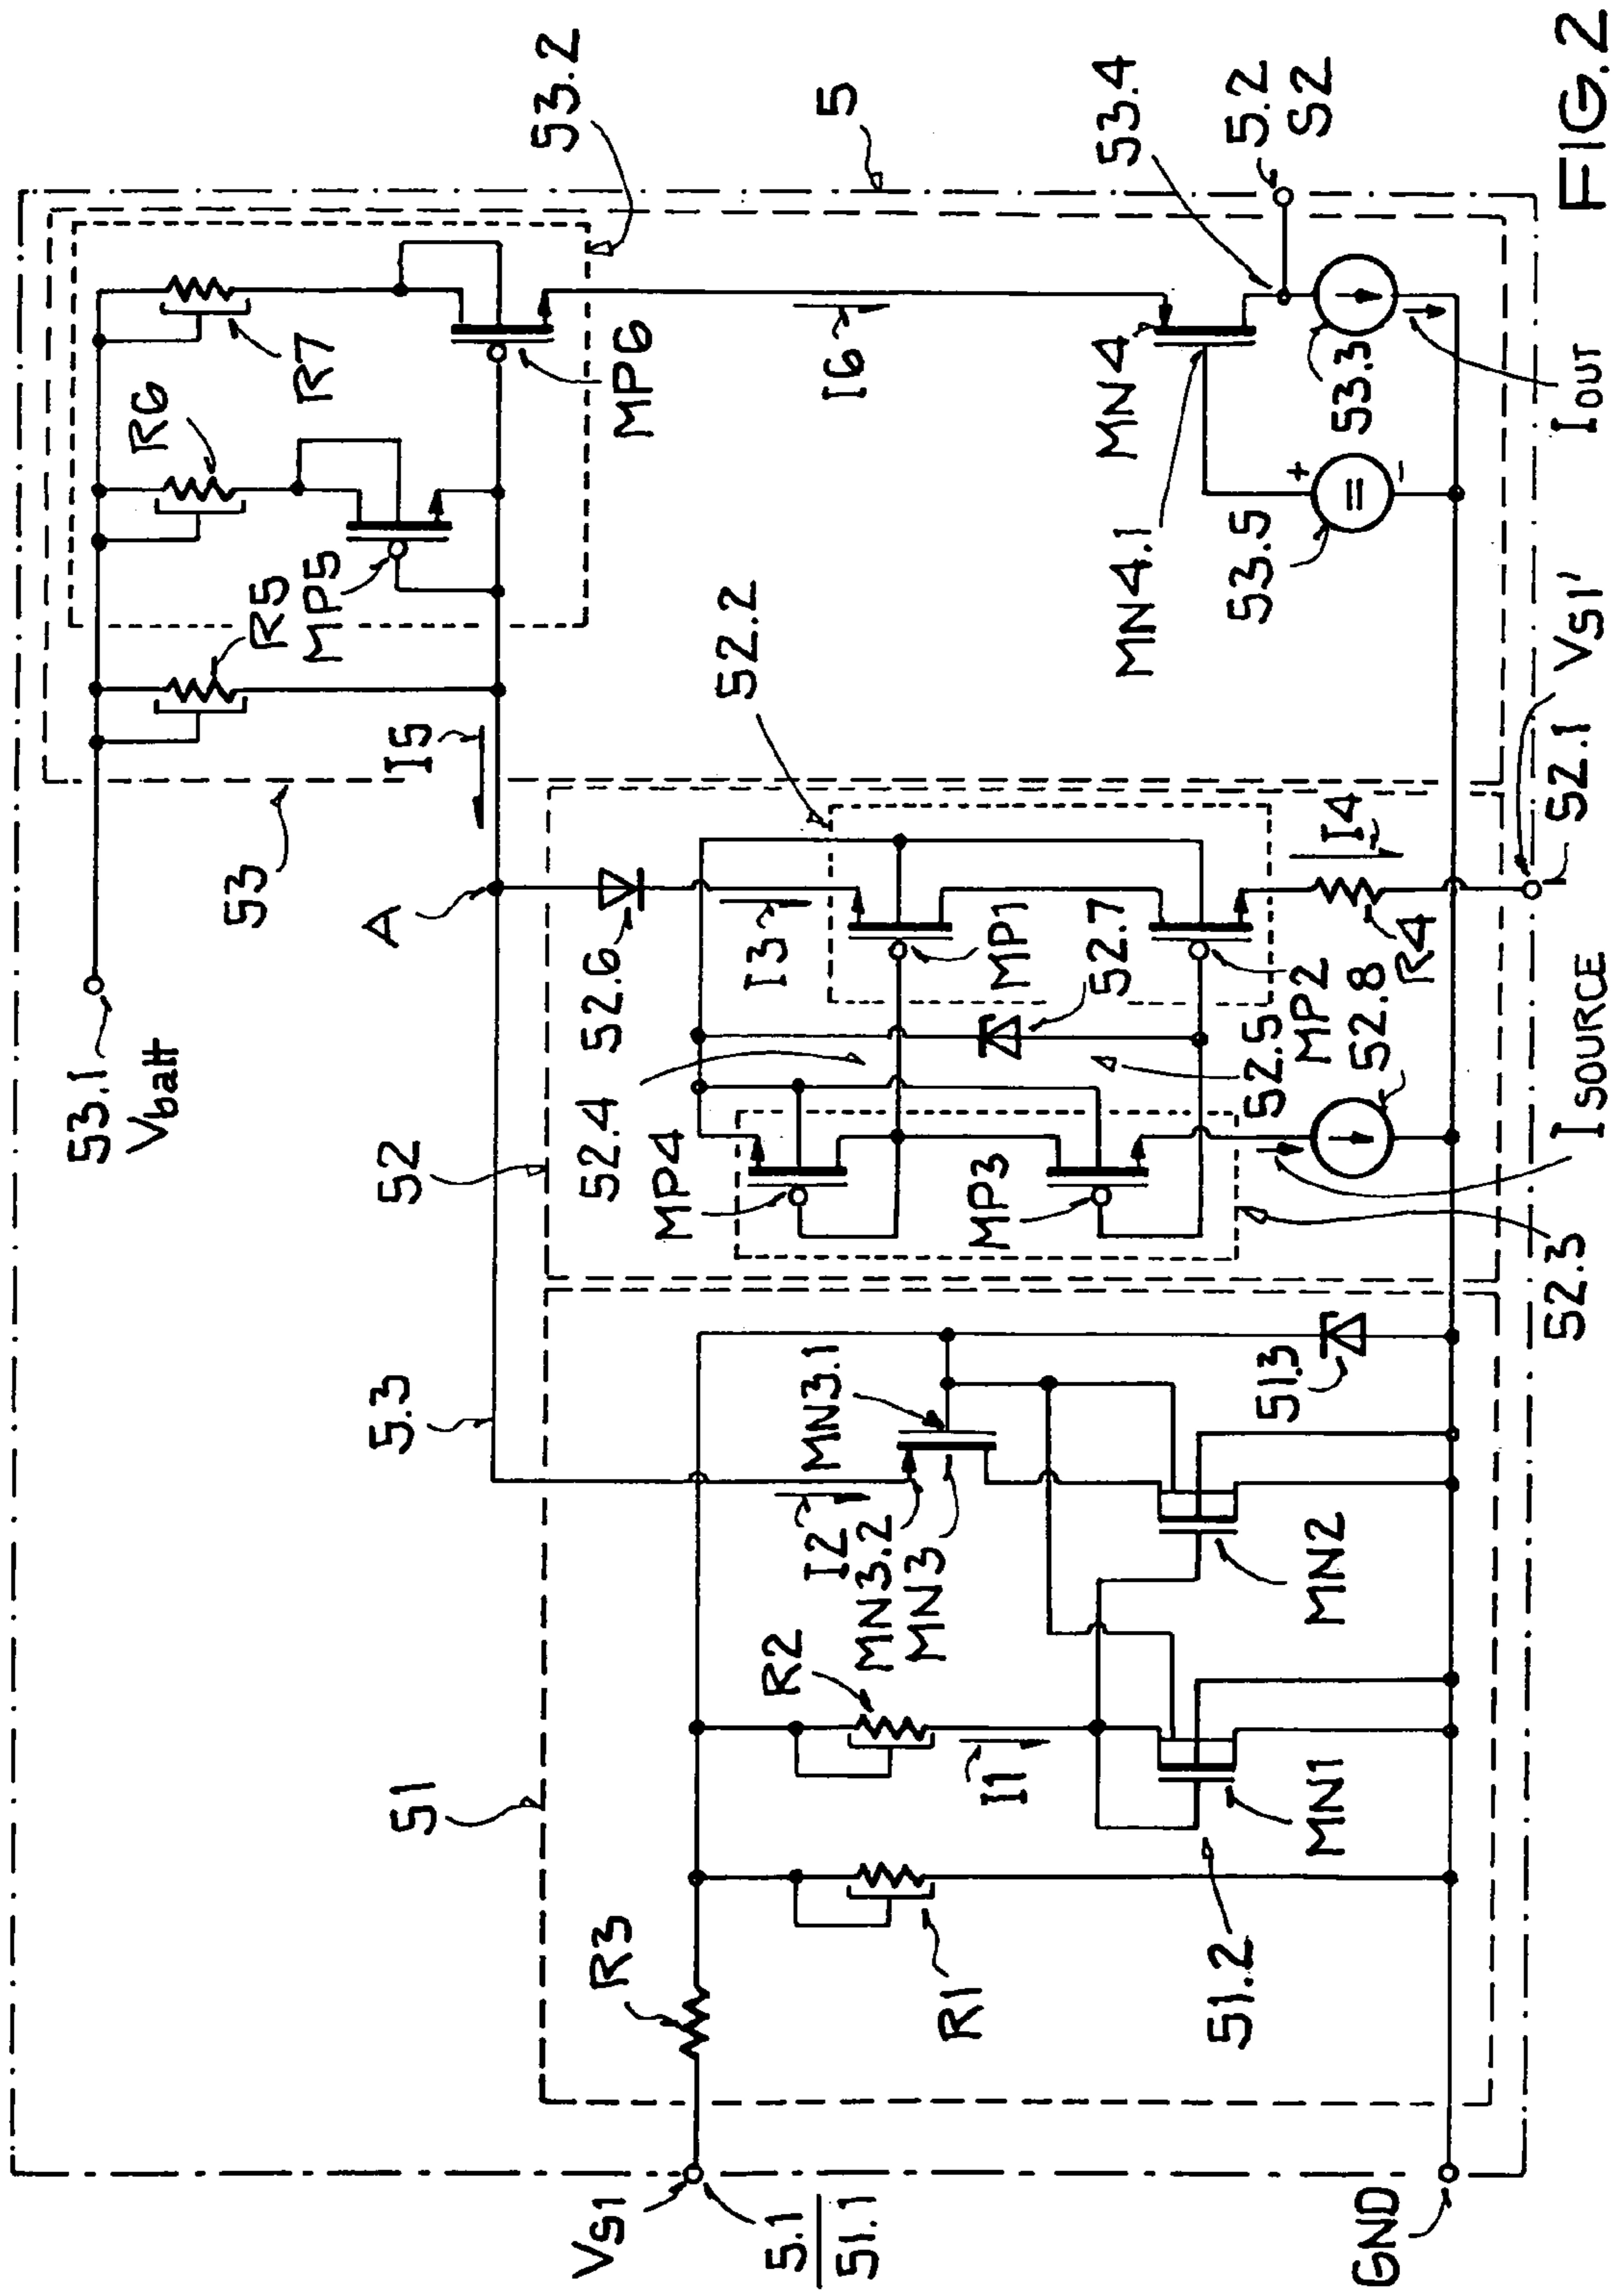 53.1
Vbatt
R6
R7
R5
MP5
MP6
53.2
5
53
I5
A
I6
53.4
5.2
S2
MN4
MN4.1
53.3
53.5
IOUT
+
=
–
52
52.2
52.6
I3
MP1
52.7
52.4
MP4
MP3
MP2
52.5
52.8
R4
I4
VS1'
52.1
ISOURCE
52.3
5.3
51
MN3.1
I2
MN3.2
MN3
51.3
R2
I1
MN2
MN1
R3
R1
51.2
VS1
5.1
51.1
GND
FIG.2